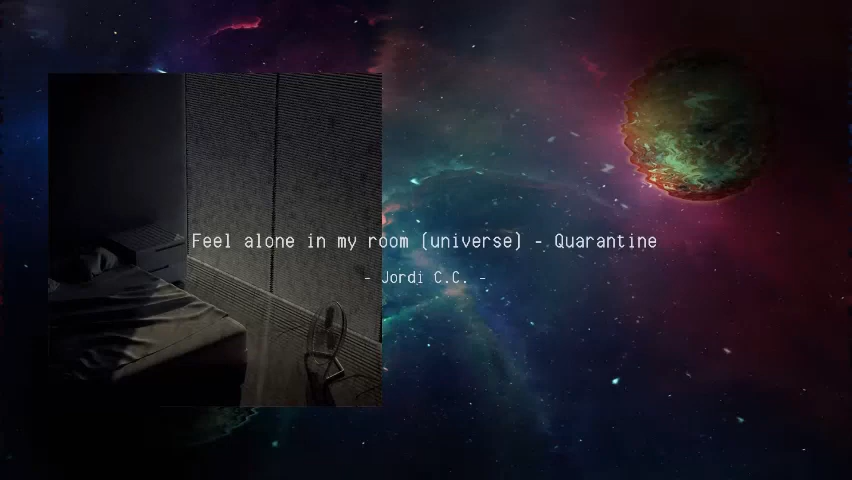 Feel alone in my room (universe) - Quarantine
- Jordi C.C. -